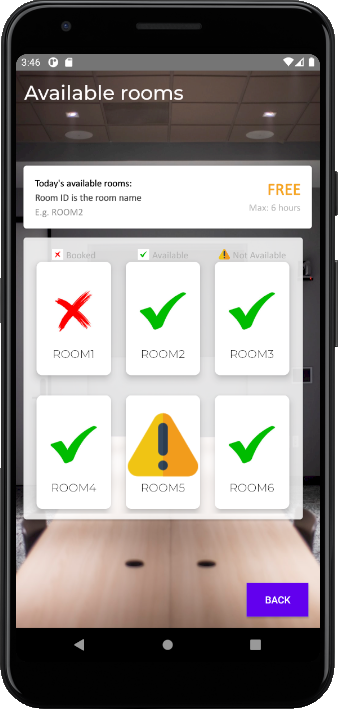 3:46
Available rooms
Today's available rooms:
Room ID is the room name
E.g. ROOM2
FREE
Max: 6 hours
Booked
Available
Not Available
ROOM1
ROOM2
ROOM3
ROOM4
ROOM5
ROOM6
BACK